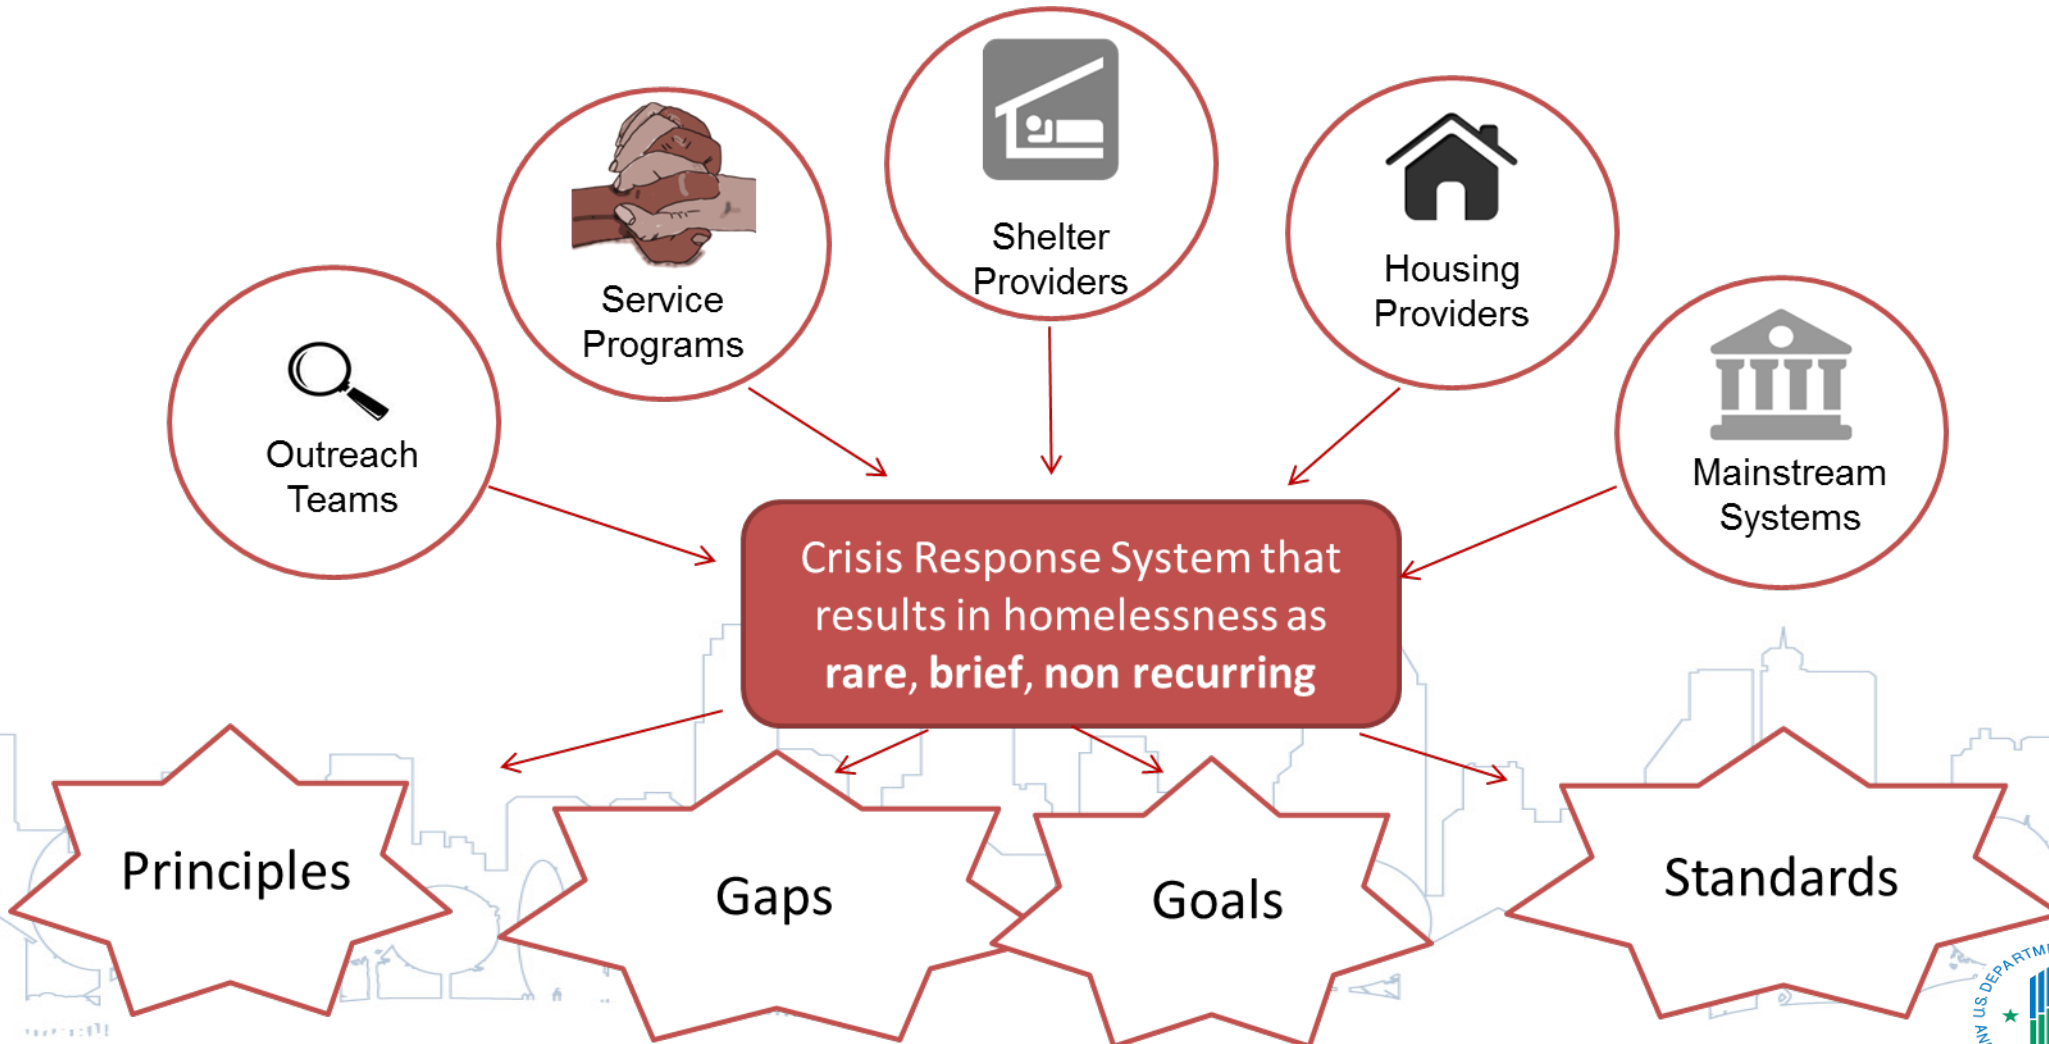 Shelter
Providers
Service
Programs
Housing
Providers
Outreach
Teams
Mainstream
Systems
Crisis Response System that
results in homelessness as
rare, brief, non recurring
Principles
Gaps
Goals
Standards
U.S.